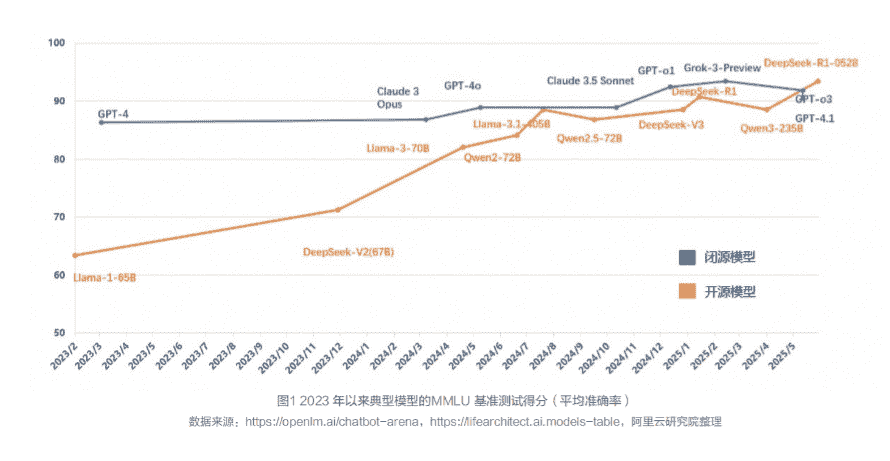 100
90
80
70
60
50
GPT-4
Claude 3
Opus
GPT-4o
Claude 3.5 Sonnet
GPT-o1
Grok-3-Preview
DeepSeek-R1-0528
DeepSeek-R1
GPT-o3
GPT-4.1
Llama-3.1-405B
Llama-3-70B
Qwen2-72B
Qwen2.5-72B
DeepSeek-V3
Qwen3-235B
DeepSeek-V2(67B)
Llama-1-65B
闭源模型
开源模型
2023/2
2023/3
2023/4
2023/5
2023/6
2023/7
2023/8
2023/9
2023/10
2023/11
2023/12
2024/1
2024/2
2024/3
2024/4
2024/5
2024/6
2024/7
2024/8
2024/9
2024/10
2024/11
2024/12
2025/1
2025/2
2025/3
2025/4
2025/5
图1 2023 年以来典型模型的MMLU 基准测试得分（平均准确率）
数据来源：https://openlm.ai/chatbot-arena，https://lifearchitect.ai.models-table，阿里云研究院整理